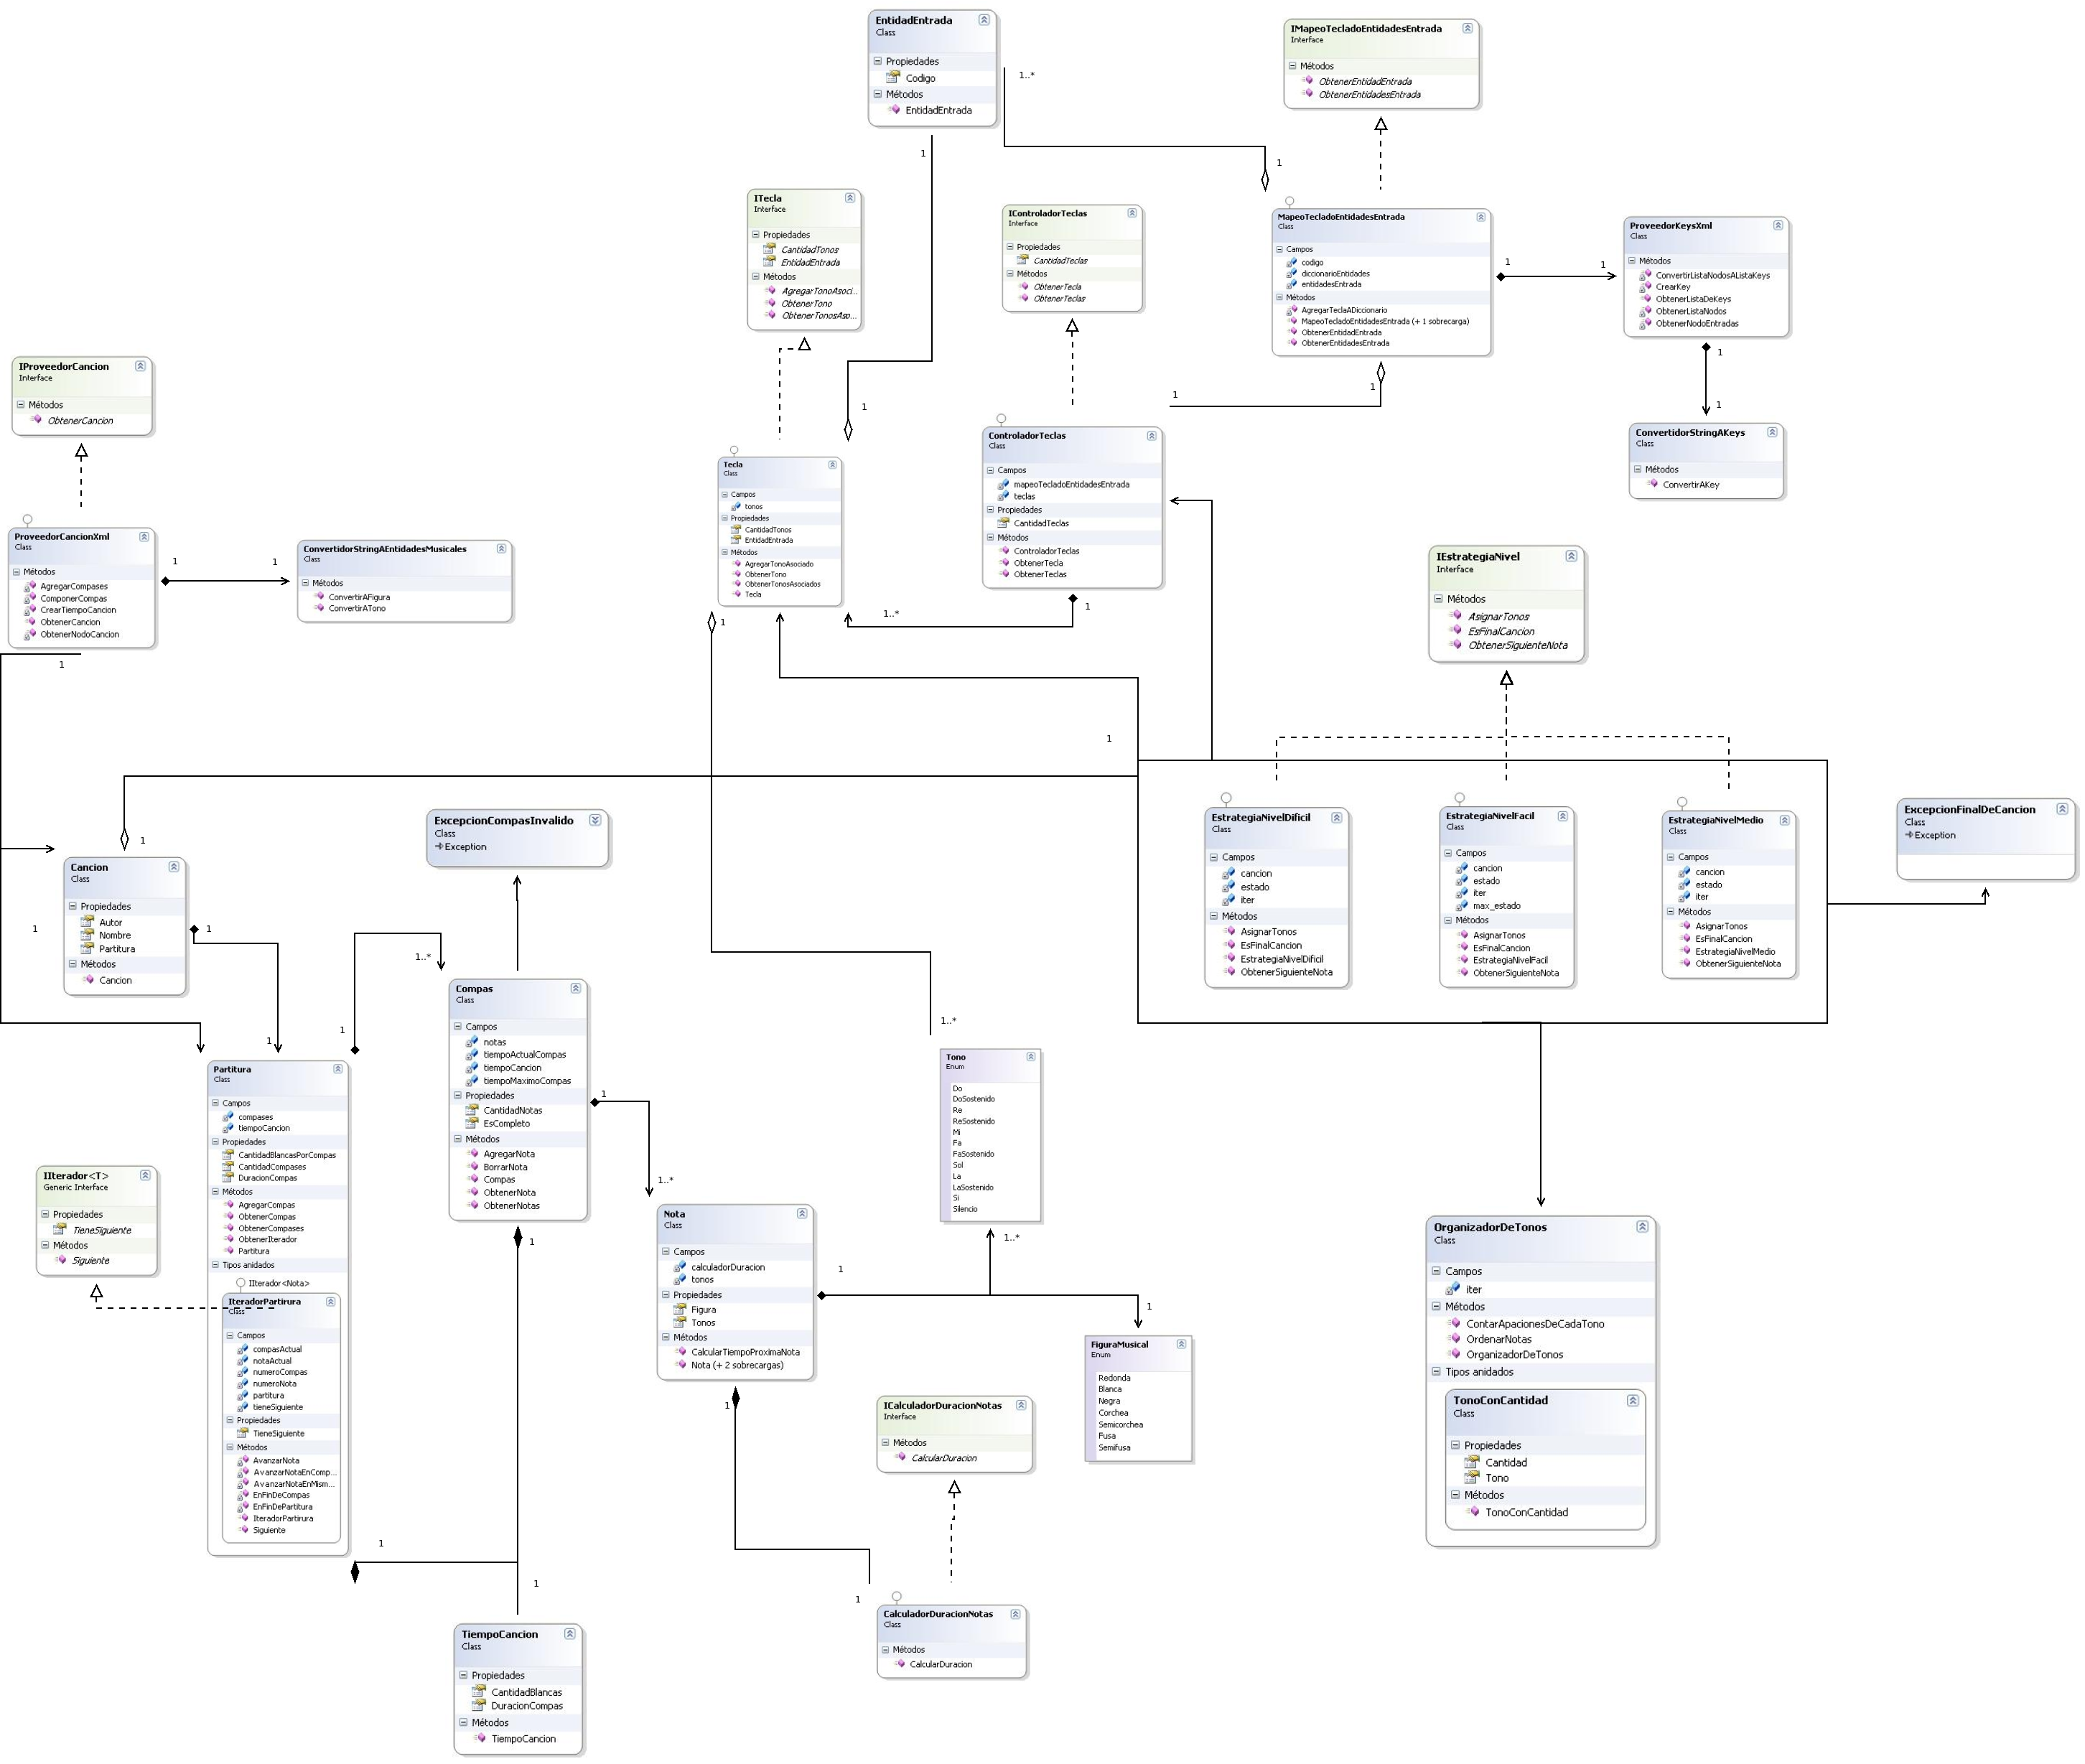 EntidadEntrada
Class
Propiedades
Codigo
Métodos
EntidadEntrada
1..*
1
1
IMapeoTecladoEntidadesEntrada
Interface
Métodos
ObtenerEntidadEntrada
ObtenerEntidadesEntrada
ITecla
Interface
Propiedades
CantidadTonos
EntidadEntrada
Métodos
AgregarTonoAsoci...
ObtenerTono
ObtenerTonosAso...
IControladorTeclas
Interface
Propiedades
CantidadTeclas
Métodos
ObtenerTecla
ObtenerTeclas
MapeoTecladoEntidadesEntrada
Class
Campos
codigo
diccionarioEntidades
entidadesEntrada
Métodos
AgregarTeclaADiccionario
MapeoTecladoEntidadesEntrada (+ 1 sobrecarga)
ObtenerEntidadEntrada
ObtenerEntidadesEntrada
1
1
ProveedorKeysXml
Class
Métodos
ConvertirListaNodosAListaKeys
CrearKey
ObtenerListaDeKeys
ObtenerListaNodos
ObtenerNodoEntradas
1
1
ConvertidorStringAKeys
Class
Métodos
ConvertirAKey
1
1
1
IProveedorCancion
Interface
Métodos
ObtenerCancion
ProveedorCancionXml
Class
Métodos
AgregarCompases
ComponerCompas
CrearTiempoCancion
ObtenerCancion
ObtenerNodoCancion
1
1
1
ConvertidorStringAEntidadesMusicales
Class
Métodos
ConvertirAFigura
ConvertirATono
Tecla
Class
Campos
tonos
Propiedades
CantidadTonos
EntidadEntrada
Métodos
AgregarTonoAsociado
ObtenerTono
ObtenerTonosAsociados
Tecla
1
1..*
1
ControladorTeclas
Class
Campos
mapeoTecladoEntidadesEntrada
teclas
Propiedades
CantidadTeclas
Métodos
ControladorTeclas
ObtenerTecla
ObtenerTeclas
IEstrategiaNivel
Interface
Métodos
AsignarTonos
EsFinalCancion
ObtenerSiguienteNota
1
EstrategiaNivelDificil
Class
Campos
cancion
estado
iter
Métodos
AsignarTonos
EsFinalCancion
EstrategiaNivelDificil
ObtenerSiguienteNota
EstrategiaNivelFacil
Class
Campos
cancion
estado
iter
max_estado
Métodos
AsignarTonos
EsFinalCancion
EstrategiaNivelFacil
ObtenerSiguienteNota
EstrategiaNivelMedio
Class
Campos
cancion
estado
iter
Métodos
AsignarTonos
EsFinalCancion
EstrategiaNivelMedio
ObtenerSiguienteNota
ExcepcionFinalDeCancion
Class
Exception
ExcepcionCompasInvalido
Class
Exception
1
Cancion
Class
Propiedades
Autor
Nombre
Partitura
Métodos
Cancion
1
1
1
1
1..*
Partitura
Class
Campos
compases
tiempoCancion
Propiedades
CantidadBlancasPorCompas
CantidadCompases
DuracionCompas
Métodos
AgregarCompas
ObtenerCompas
ObtenerCompases
ObtenerIterador
Partitura
Tipos anidados
IIterador<Nota>
IteradorPartirura
Class
Campos
compasActual
notaActual
numeroCompas
numeroNota
partitura
tieneSiguiente
Propiedades
TieneSiguiente
Métodos
AvanzarNota
AvanzarNotaEnComp...
AvanzarNotaEnMism...
EnFinDeCompas
EnFinDePartitura
IteradorPartirura
Siguiente
IIterador<T>
Generic Interface
Propiedades
TieneSiguiente
Métodos
Siguiente
Compas
Class
Campos
notas
tiempoActualCompas
tiempoCancion
tiempoMaximoCompas
Propiedades
CantidadNotas
EsCompleto
Métodos
AgregarNota
BorrarNota
Compas
ObtenerNota
ObtenerNotas
1
1..*
1
Nota
Class
Campos
calculadorDuracion
tonos
Propiedades
Figura
Tonos
Métodos
CalcularTiempoProximaNota
Nota (+ 2 sobrecargas)
1
1
1..*
Tono
Enum
Do
DoSostenido
Re
ReSostenido
Mi
Fa
FaSostenido
Sol
La
LaSostenido
Si
Silencio
1..*
1
FiguraMusical
Enum
Redonda
Blanca
Negra
Corchea
Semicorchea
Fusa
Semifusa
ICalculadorDuracionNotas
Interface
Métodos
CalcularDuracion
1
CalculadorDuracionNotas
Class
Métodos
CalcularDuracion
OrganizadorDeTonos
Class
Campos
iter
Métodos
ContarApacionesDeCadaTono
OrdenarNotas
OrganizadorDeTonos
Tipos anidados
TonoConCantidad
Class
Propiedades
Cantidad
Tono
Métodos
TonoConCantidad
1
1
TiempoCancion
Class
Propiedades
CantidadBlancas
DuracionCompas
Métodos
TiempoCancion